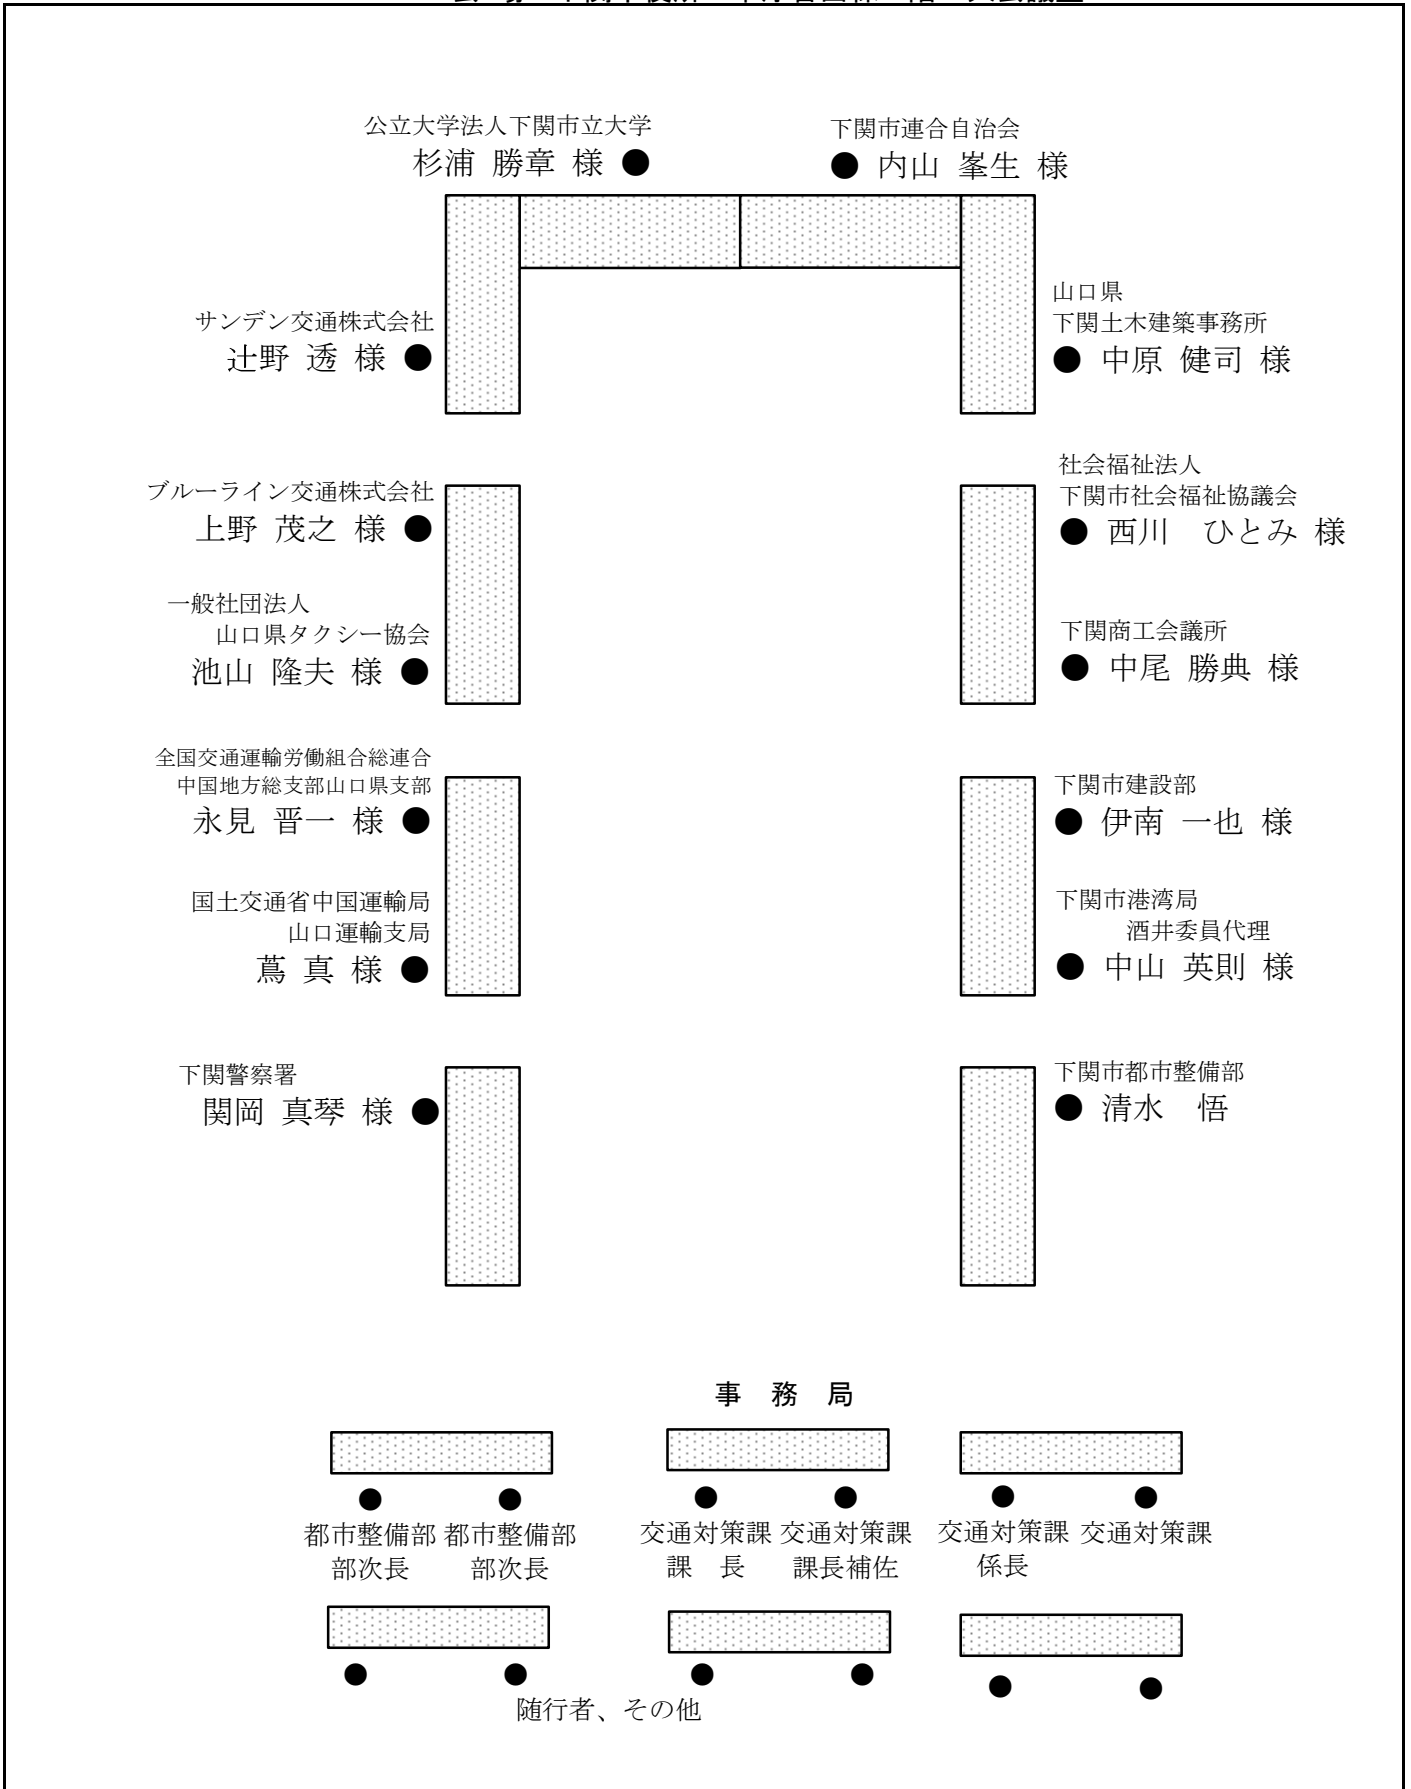 公立大学法人下関市立大学
杉浦 勝章 様 ●
下関市連合自治会
● 内山 峯生 様
サンデン交通株式会社
辻野 透 様 ●
山口県
下関土木建築事務所
● 中原 健司 様
ブルーライン交通株式会社
上野 茂之 様 ●
社会福祉法人
下関市社会福祉協議会
● 西川　ひとみ 様
一般社団法人
山口県タクシー協会
池山 隆夫 様 ●
下関商工会議所
● 中尾 勝典 様
全国交通運輸労働組合総連合
中国地方総支部山口県支部
永見 晋一 様 ●
下関市建設部
● 伊南 一也 様
国土交通省中国運輸局
山口運輸支局
蔦 真 様 ●
下関市港湾局
酒井委員代理
● 中山 英則 様
下関警察署
関岡 真琴 様 ●
下関市都市整備部
● 清水　悟
事　務　局
都市整備部
部次長
都市整備部
部次長
交通対策課
課　長
交通対策課
課長補佐
交通対策課
係長
交通対策課
随行者、その他